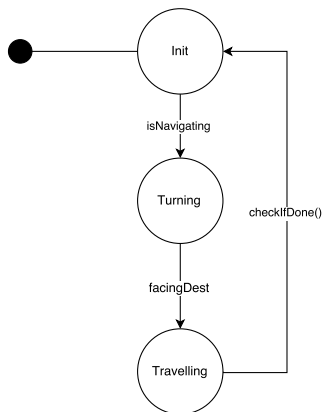 Init
isNavigating
Turning
checkIfDone()
facingDest
Travelling